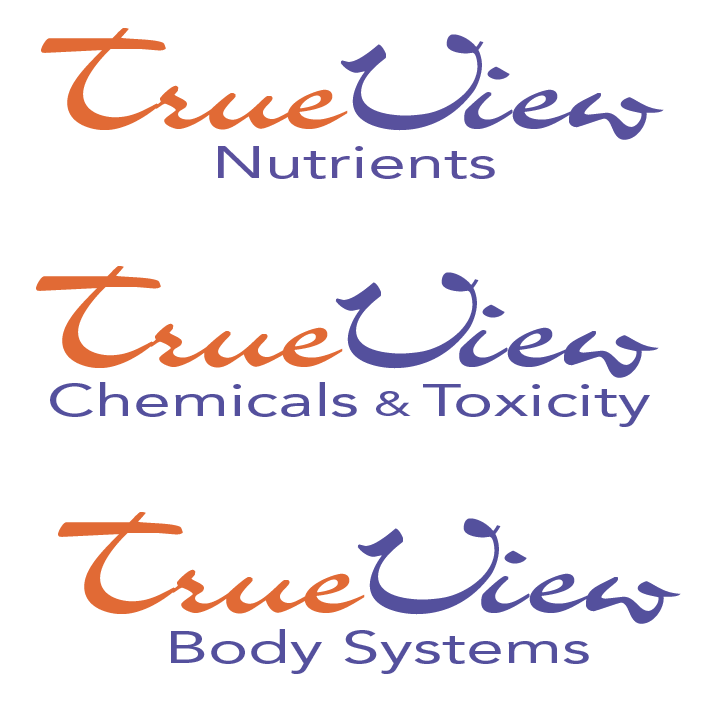 TrueView
Nutrients
TrueView
Chemicals & Toxicity
TrueView
Body Systems